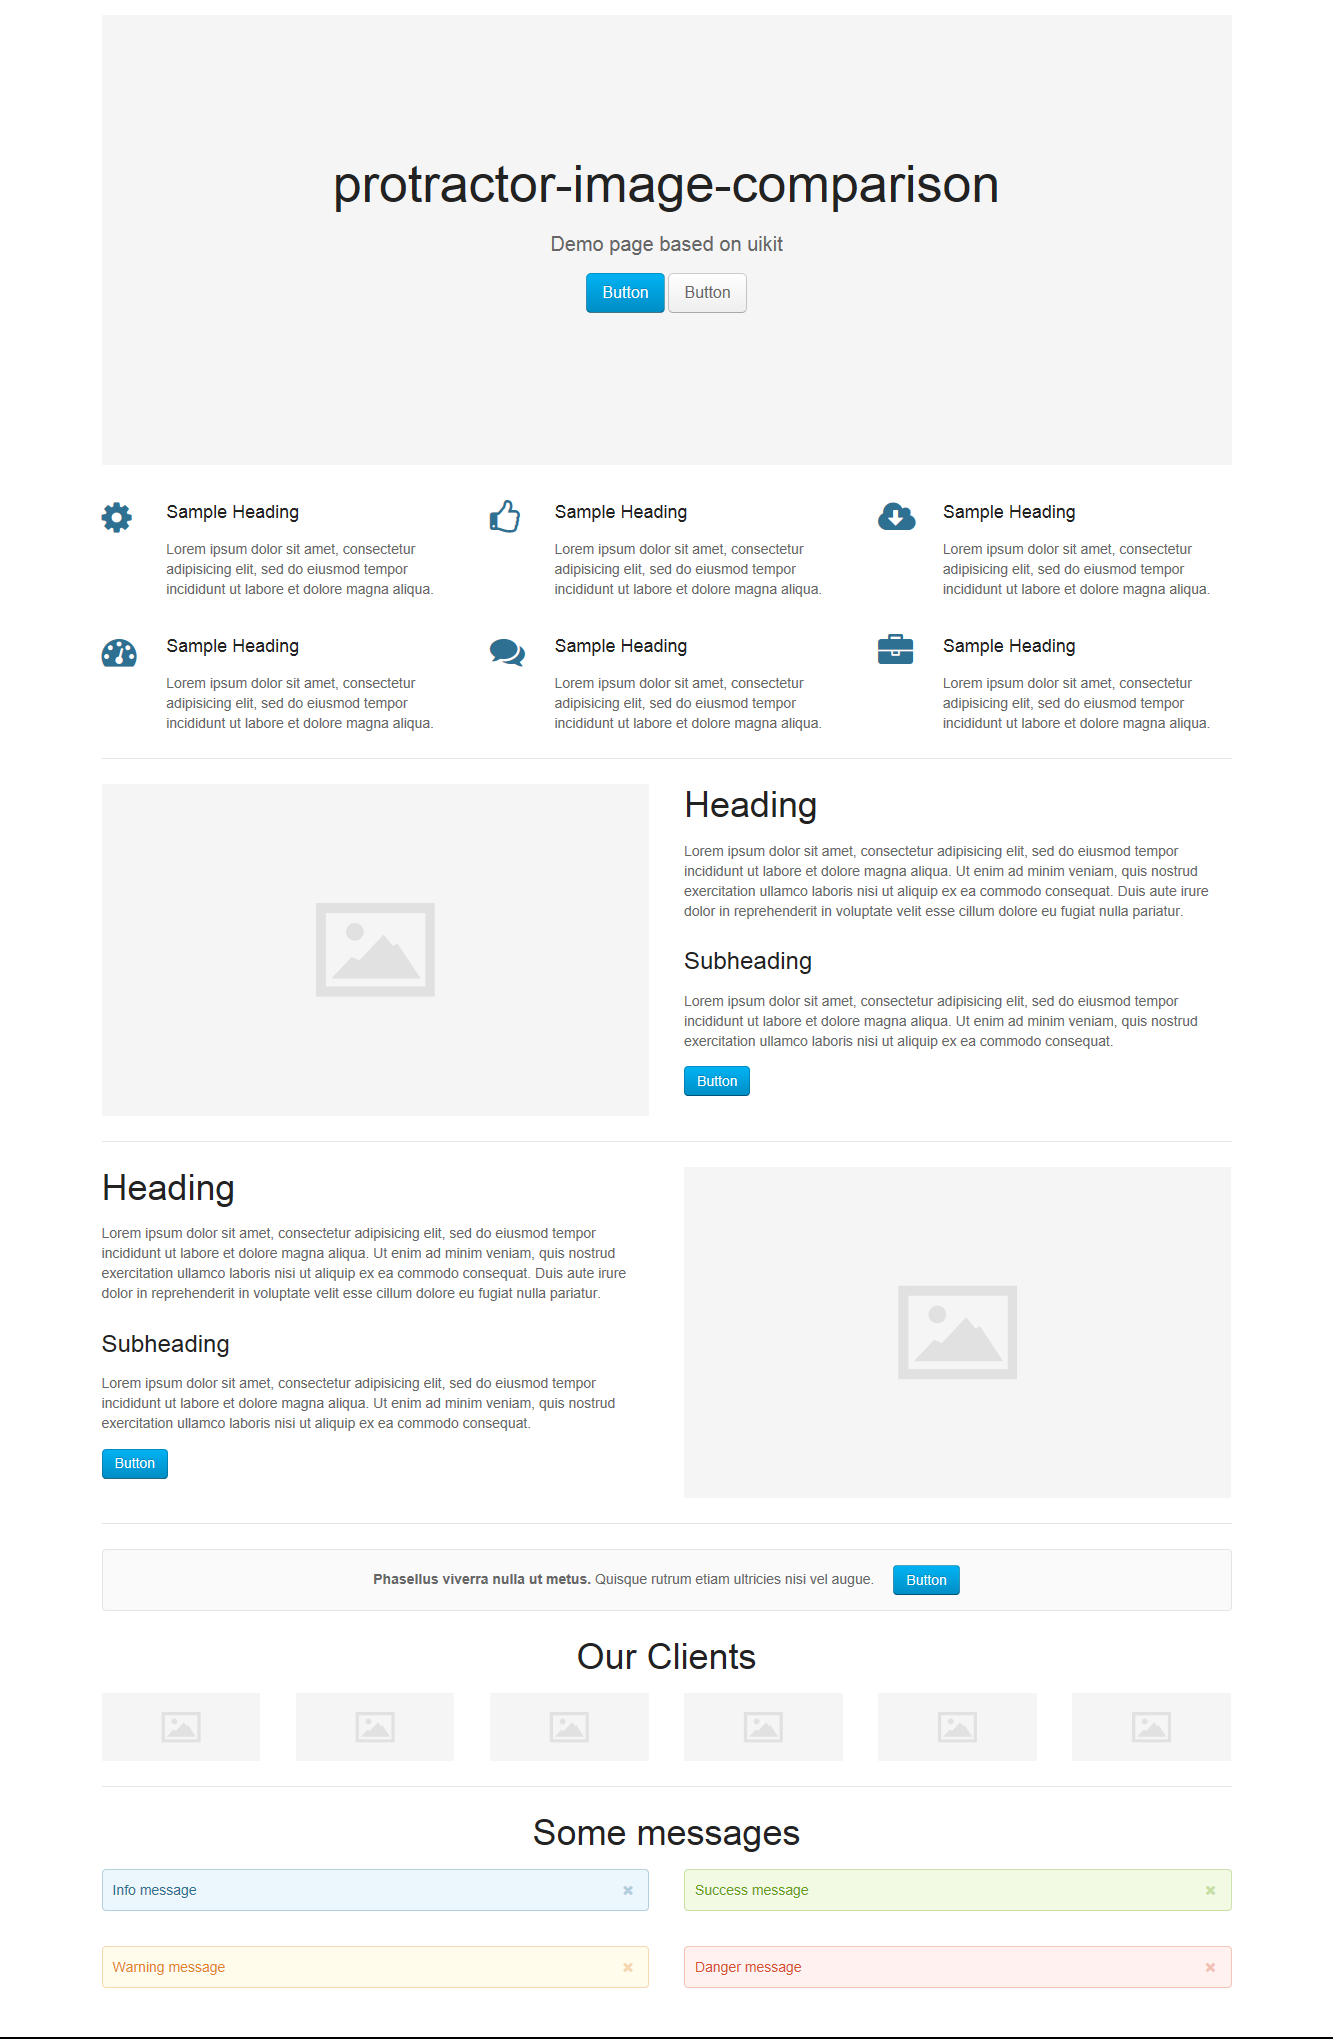 protractor-image-comparison
Demo page based on uikit
Button Button
Sample Heading
Lorem ipsum dolor sit amet, consectetur
adipisicing elit, sed do eiusmod tempor
incididunt ut labore et dolore magna aliqua.
Sample Heading
Lorem ipsum dolor sit amet, consectetur
adipisicing elit, sed do eiusmod tempor
incididunt ut labore et dolore magna aliqua.
Sample Heading
Lorem ipsum dolor sit amet, consectetur
adipisicing elit, sed do eiusmod tempor
incididunt ut labore et dolore magna aliqua.
Sample Heading
Lorem ipsum dolor sit amet, consectetur
adipisicing elit, sed do eiusmod tempor
incididunt ut labore et dolore magna aliqua.
Sample Heading
Lorem ipsum dolor sit amet, consectetur
adipisicing elit, sed do eiusmod tempor
incididunt ut labore et dolore magna aliqua.
Sample Heading
Lorem ipsum dolor sit amet, consectetur
adipisicing elit, sed do eiusmod tempor
incididunt ut labore et dolore magna aliqua.
Heading
Lorem ipsum dolor sit amet, consectetur adipisicing elit, sed do eiusmod tempor
incididunt ut labore et dolore magna aliqua. Ut enim ad minim veniam, quis nostrud
exercitation ullamco laboris nisi ut aliquip ex ea commodo consequat. Duis aute irure
dolor in reprehenderit in voluptate velit esse cillum dolore eu fugiat nulla pariatur.
Subheading
Lorem ipsum dolor sit amet, consectetur adipisicing elit, sed do eiusmod tempor
incididunt ut labore et dolore magna aliqua. Ut enim ad minim veniam, quis nostrud
exercitation ullamco laboris nisi ut aliquip ex ea commodo consequat.
Button
Heading
Lorem ipsum dolor sit amet, consectetur adipisicing elit, sed do eiusmod tempor
incididunt ut labore et dolore magna aliqua. Ut enim ad minim veniam, quis nostrud
exercitation ullamco laboris nisi ut aliquip ex ea commodo consequat. Duis aute irure
dolor in reprehenderit in voluptate velit esse cillum dolore eu fugiat nulla pariatur.
Subheading
Lorem ipsum dolor sit amet, consectetur adipisicing elit, sed do eiusmod tempor
incididunt ut labore et dolore magna aliqua. Ut enim ad minim veniam, quis nostrud
exercitation ullamco laboris nisi ut aliquip ex ea commodo consequat.
Button
Phasellus viverra nulla ut metus. Quisque rutrum etiam ultricies nisi vel augue. Button
Our Clients
Some messages
Info message
Success message
Warning message
Danger message